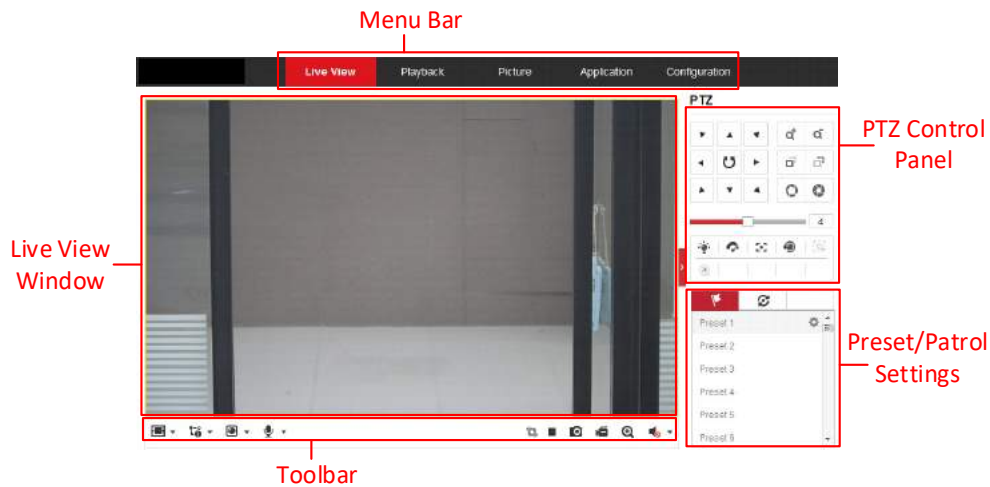 Menu Bar
Live View
Playback
Picture
Application
Configuration
PTZ
PTZ Control
Panel
4
Live View
Window
Preset 1
Preset 2
Preset 3
Preset 4
Preset 5
Preset 6
Preset/Patrol
Settings
Toolbar